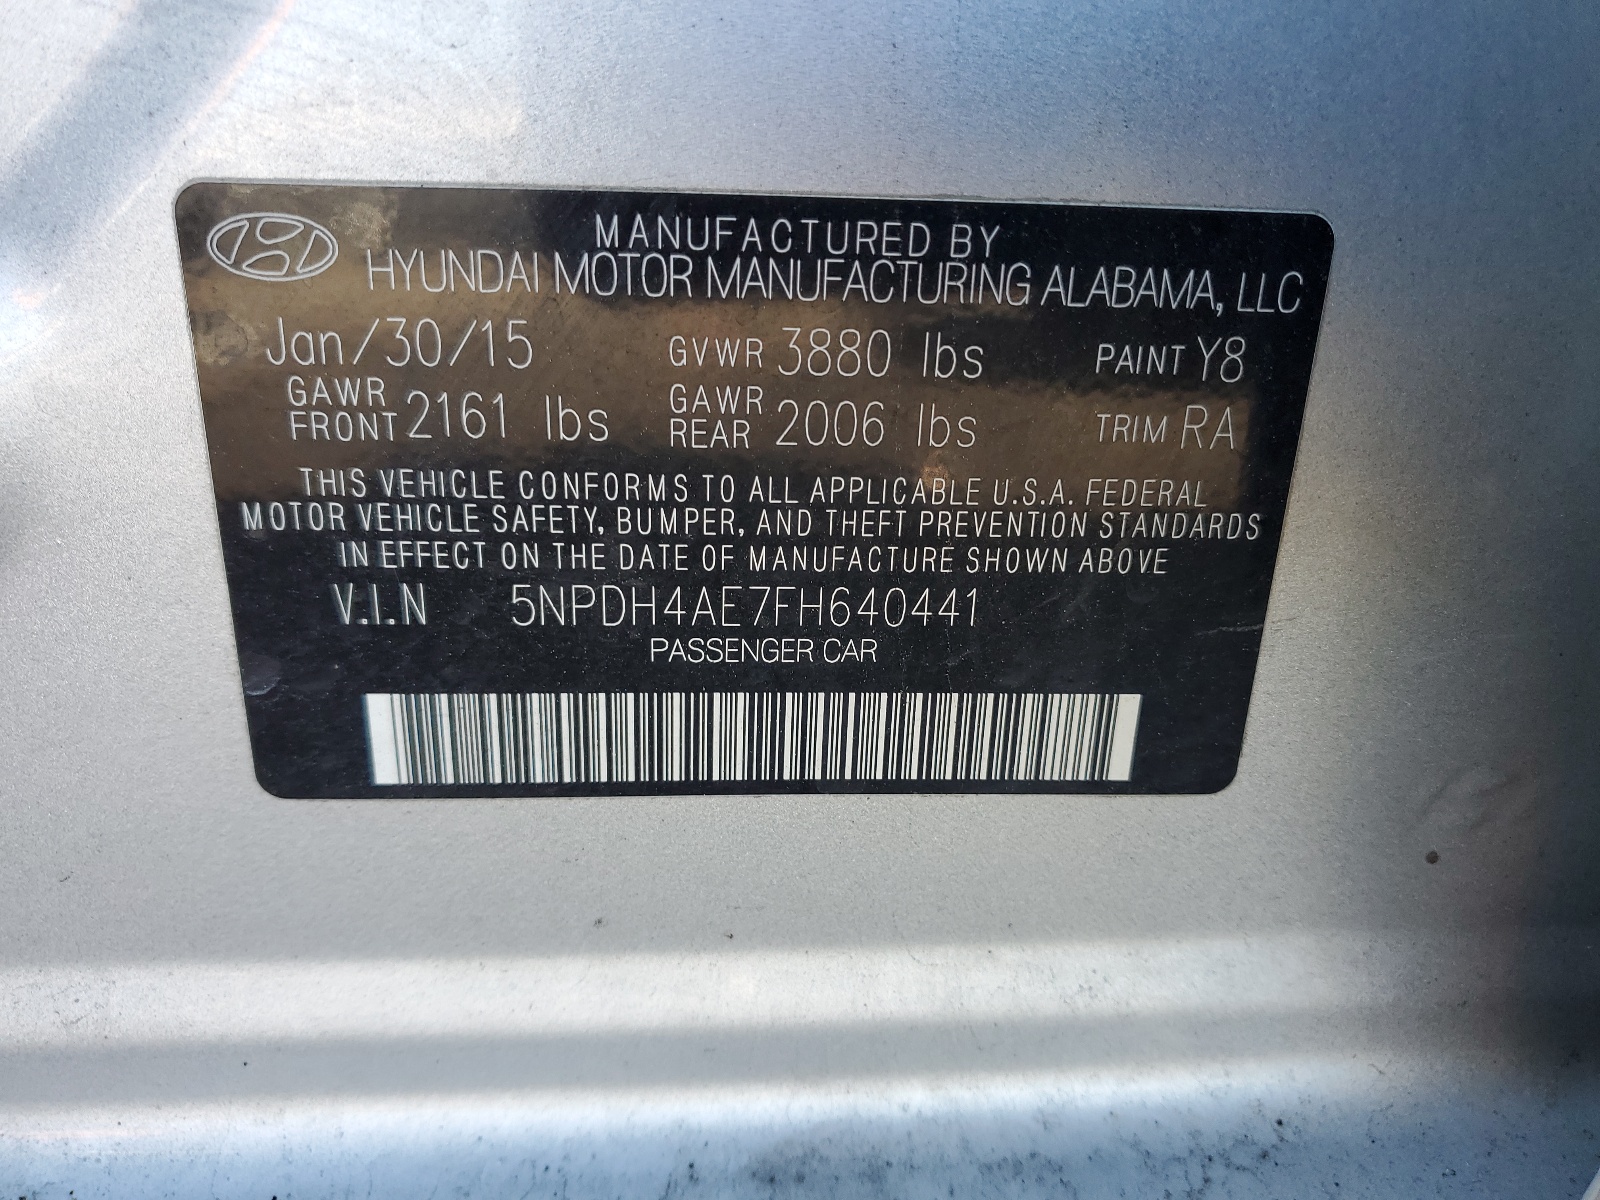 MANUFACTURED BY
HYUNDAI MOTOR MANUFACTURING ALABAMA, LLC
Jan/30/15 GVWR 3880 lbs PAINT Y8
GAWR FRONT 2161 lbs GAWR REAR 2006 lbs TRIM RA
THIS VEHICLE CONFORMS TO ALL APPLICABLE U.S.A. FEDERAL
MOTOR VEHICLE SAFETY, BUMPER, AND THEFT PREVENTION STANDARDS
IN EFFECT ON THE DATE OF MANUFACTURE SHOWN ABOVE
V.I.N 5NPDH4AE7FH640441
PASSENGER CAR